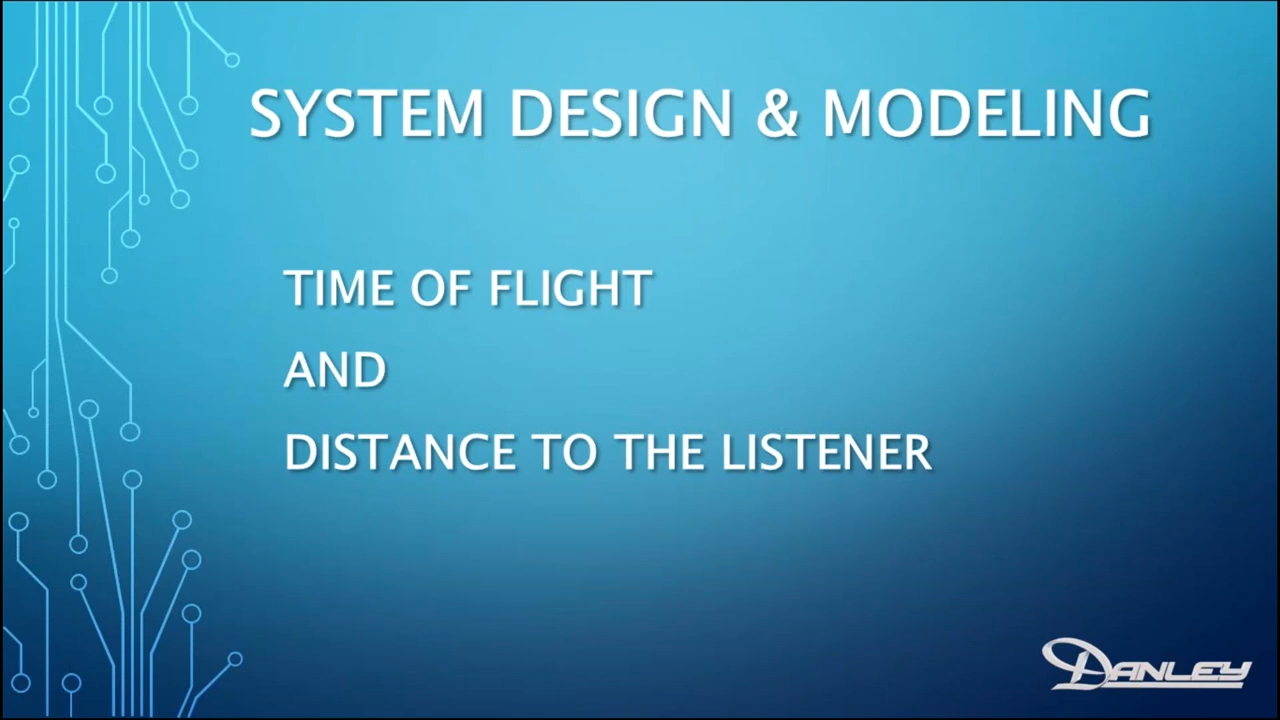 SYSTEM DESIGN & MODELING
TIME OF FLIGHT
AND
DISTANCE TO THE LISTENER
DANLEY